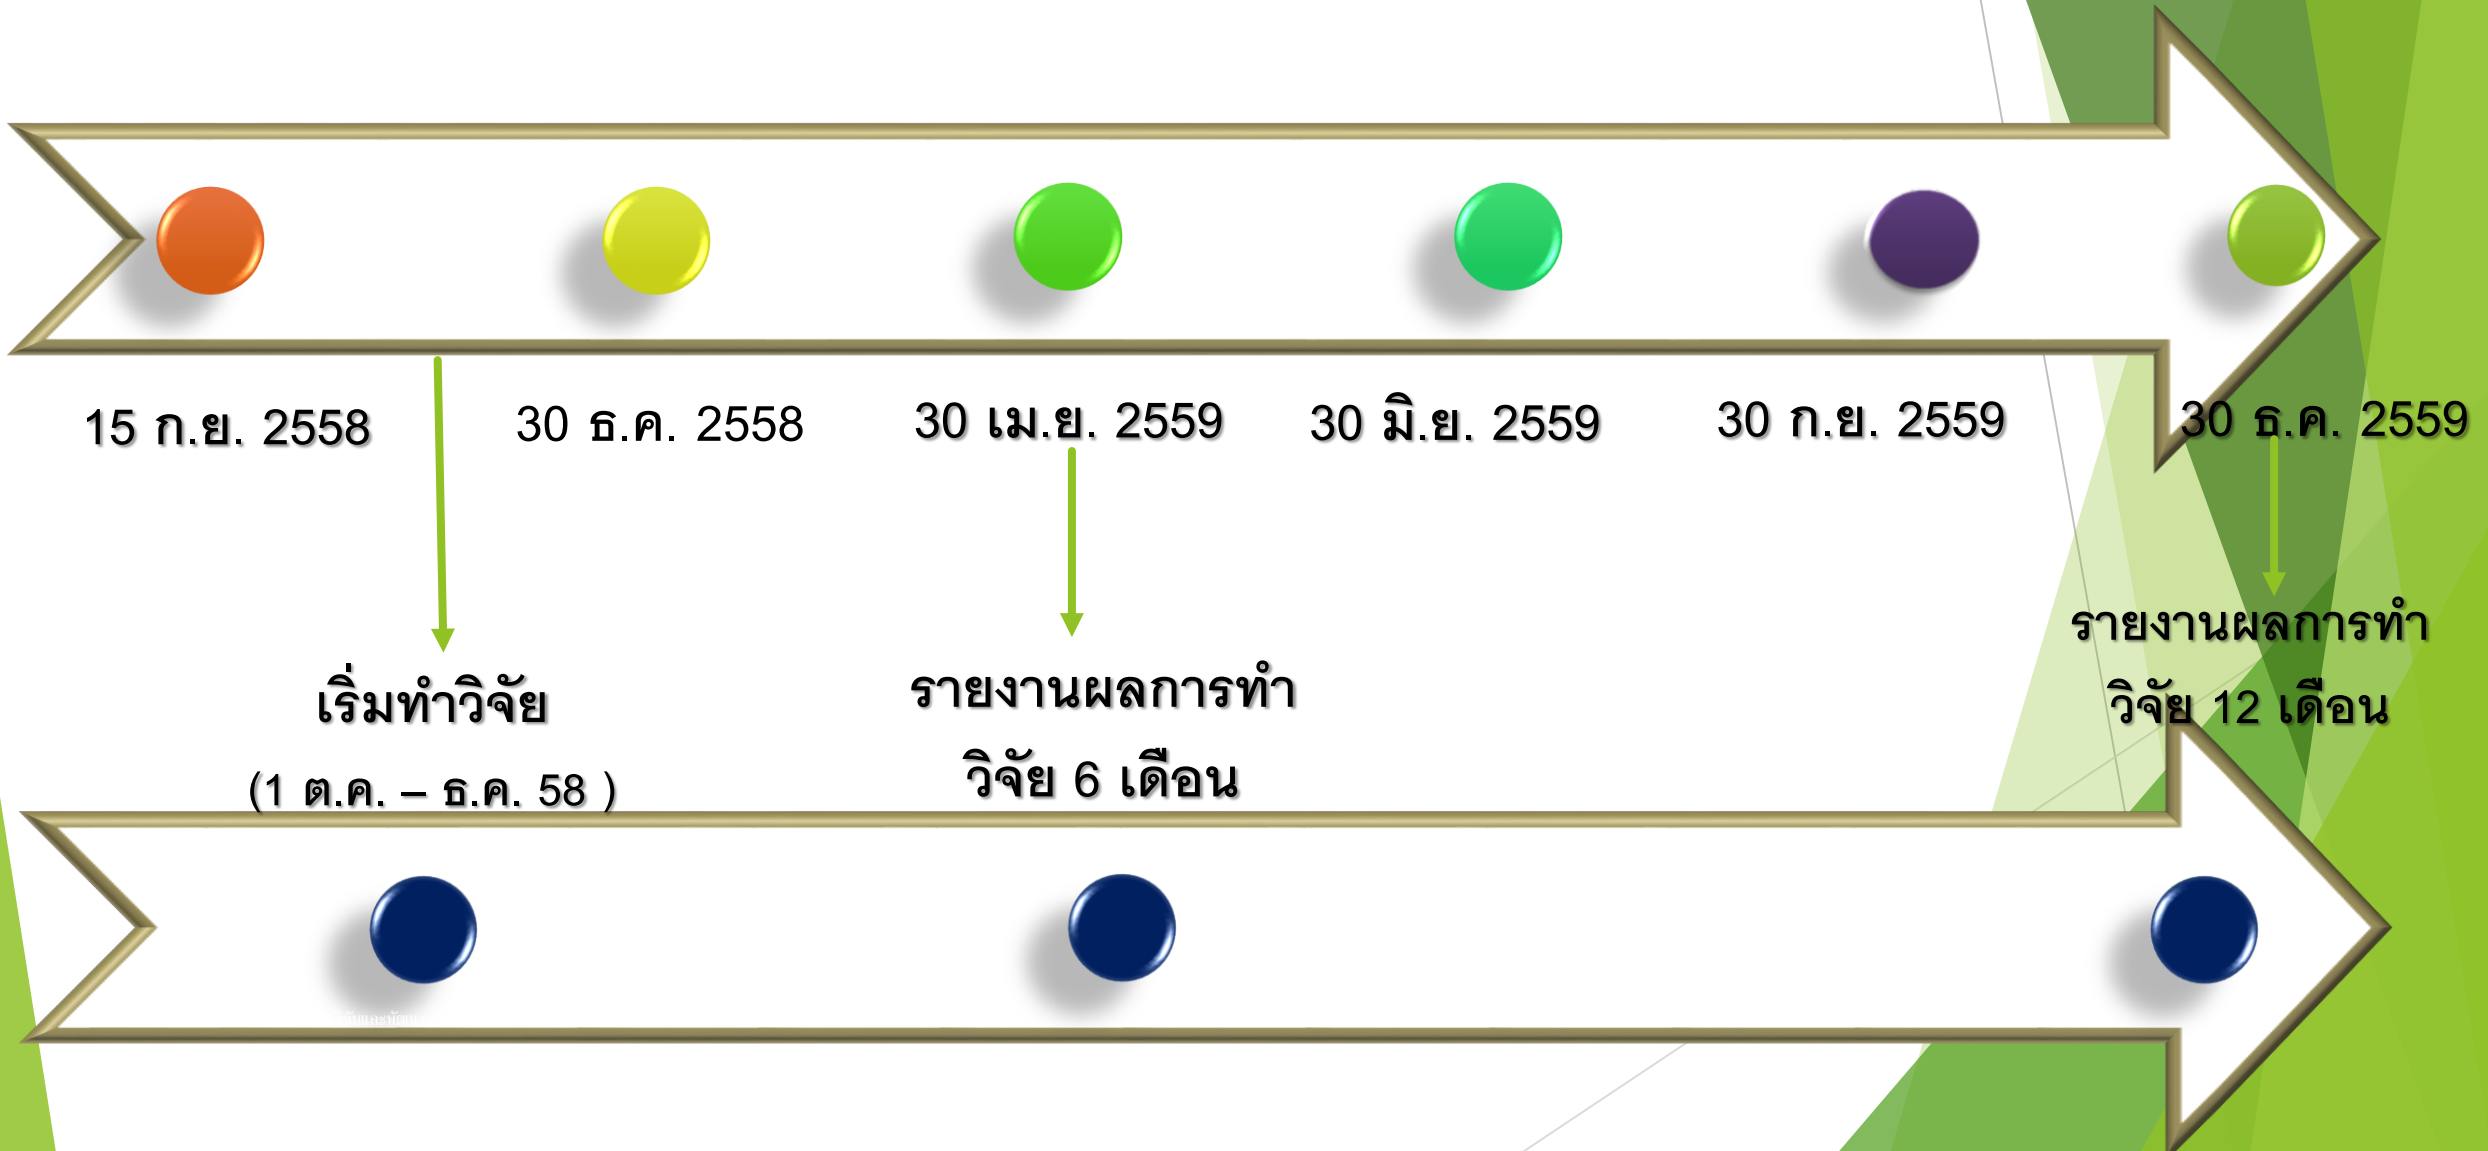 15 ก.ย. 2558
30 ธ.ค. 2558
30 เม.ย. 2559
30 มิ.ย. 2559
30 ก.ย. 2559
30 ธ.ค. 2559
เริ่มทำวิจัย
(1 ต.ค. – ธ.ค. 58 )
รายงานผลการทำ
วิจัย 6 เดือน
รายงานผลการทำ
วิจัย 12 เดือน